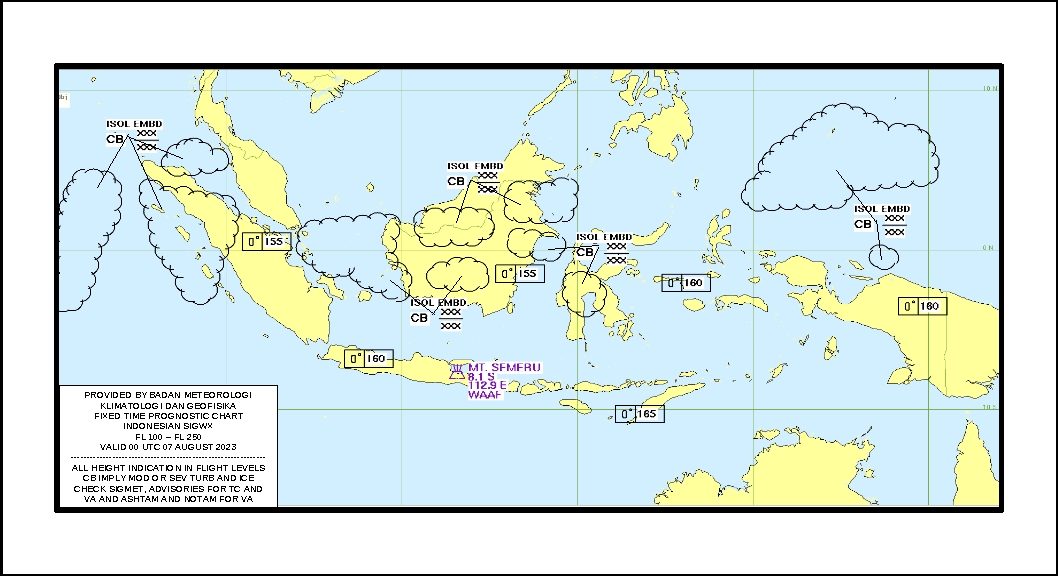 10 N
ISOL EMBD
CB XXX
XXX
ISOL EMBD
CB XXX
XXX
ISOL EMBD
CB XXX
XXX
ISOL EMBD
CB XXX
XXX
0 N
0° 155
0° 155
0° 160
0° 160
ISOL EMBD
CB XXX
XXX
0° 160
MT. SEMERU
8.1 S
112.9 E
WAAF
0° 165
10 S
PROVIDED BY BADAN METEOROLOGI
KLIMATOLOGI DAN GEOFISIKA
FIXED TIME PROGNOSTIC CHART
INDONESIAN SIGWX
FL 100 - FL 250
VALID 00 UTC 07 AUGUST 2023
ALL HEIGHT INDICATION IN FLIGHT LEVELS
CB IMPLY MOD OR SEV TURB AND ICE
CHECK SIGMET, ADVISORIES FOR TC AND
VA AND ASHTAM AND NOTAM FOR VA